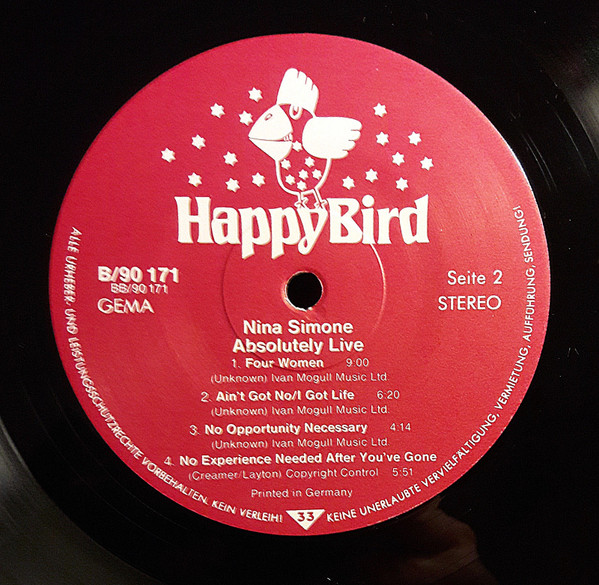 HappyBird
B/90 171
BB/90 171
GEMA
Seite 2
STEREO
Nina Simone
Absolutely Live
1. Four Women 9:00
(Unknown) Ivan Mogull Music Ltd.
2. Ain't Got No/I Got Life 6:20
(Unknown) Ivan Mogull Music Ltd.
3. No Opportunity Necessary 4:14
(Unknown) Ivan Mogull Music Ltd.
4. No Experience Needed After You've Gone
(Creamer/Layton) Copyright Control 5:51
Printed in Germany
33
ALLE URHEBER- UND LEISTUNGSSCHUTZRECHTE VORBEHALTEN. KEIN VERLEIH! KEINE UNERLAUBTE VERVIELFÄLTIGUNG, VERMIETUNG, AUFFÜHRUNG, SENDUNG!